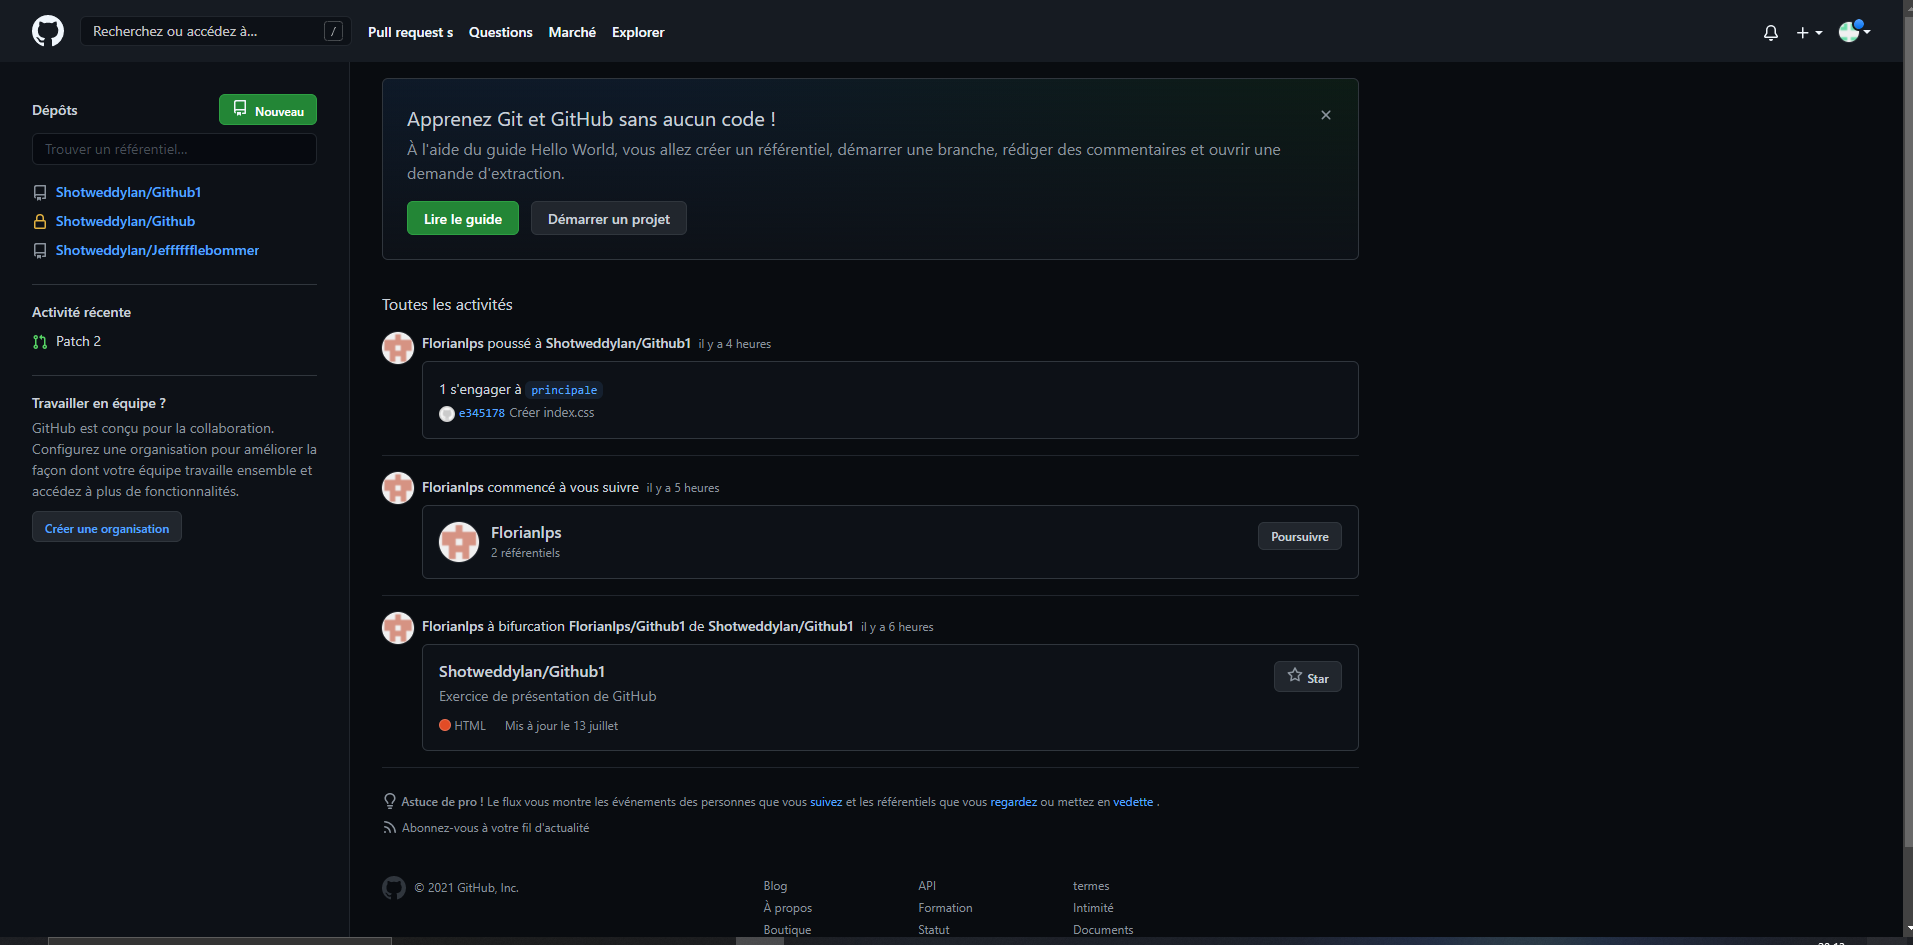 Recherchez ou accédez à...
/
Pull request s Questions Marché Explorer
Dépôts
Nouveau
Trouver un référentiel...
Shotweddylan/Github1
Shotweddylan/Github
Shotweddylan/Jefffffflebommer
Activité récente
Patch 2
Travailler en équipe ?
GitHub est conçu pour la collaboration.
Configurez une organisation pour améliorer la
façon dont votre équipe travaille ensemble et
accédez à plus de fonctionnalités.
Créer une organisation
Apprenez Git et GitHub sans aucun code !
À l'aide du guide Hello World, vous allez créer un référentiel, démarrer une branche, rédiger des commentaires et ouvrir une
demande d'extraction.
Lire le guide
Démarrer un projet
Toutes les activités
Florianlps poussé à Shotweddylan/Github1 il y a 4 heures
1 s'engager à principale
e345178 Créer index.css
Florianlps commencé à vous suivre il y a 5 heures
Florianlps
2 référentiels
Poursuivre
Florianlps à bifurcation Florianlps/Github1 de Shotweddylan/Github1 il y a 6 heures
Shotweddylan/Github1
Star
Exercice de présentation de GitHub
HTML Mis à jour le 13 juillet
Astuce de pro ! Le flux vous montre les événements des personnes que vous suivez et les référentiels que vous regardez ou mettez en vedette .
Abonnez-vous à votre fil d'actualité
© 2021 GitHub, Inc.
Blog
À propos
Boutique
API
Formation
Statut
termes
Intimité
Documents